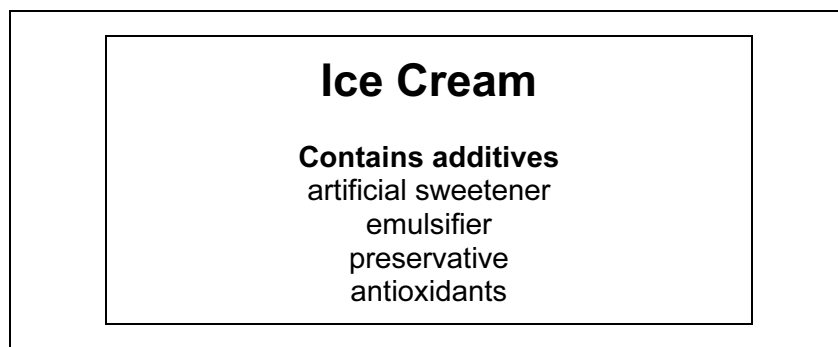 Ice Cream
Contains additives
artificial sweetener
emulsifier
preservative
antioxidants